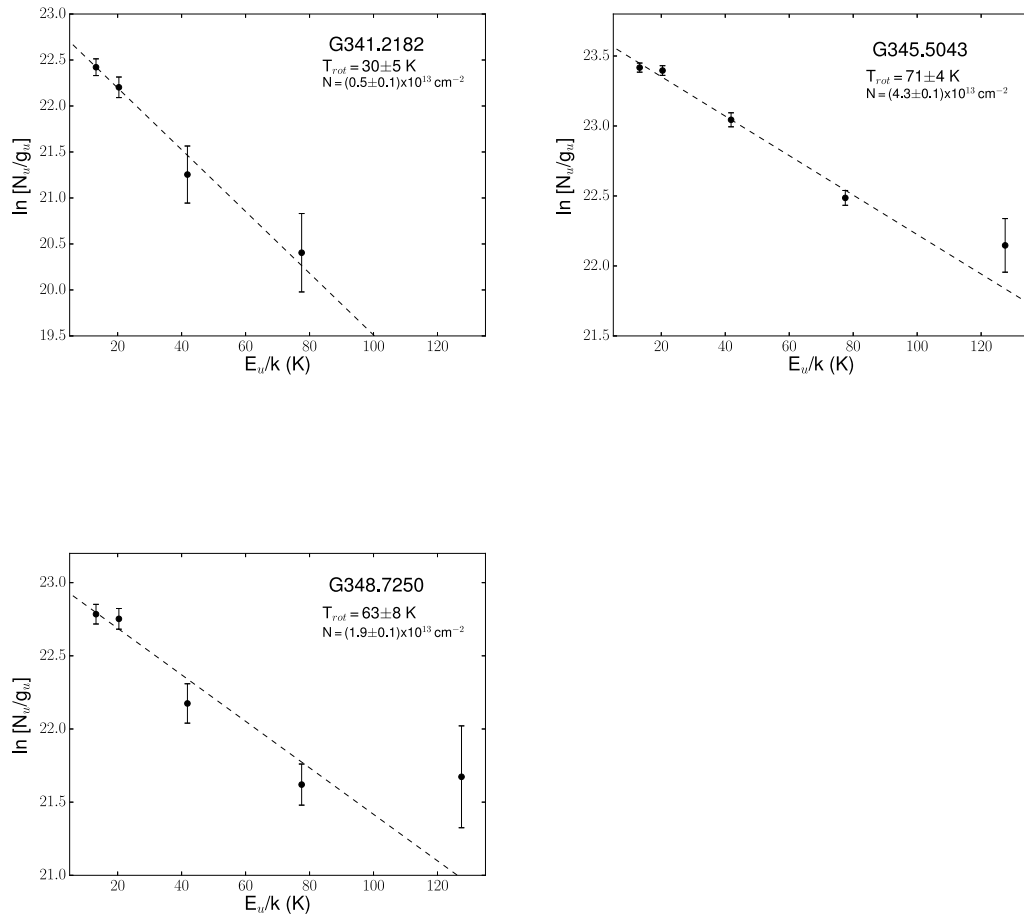 G341.2182
T_rot = 30±5 K
N = (0.5±0.1)x10^13 cm^−2
ln [N_u/g_u]
23.0
22.5
22.0
21.5
21.0
20.5
20.0
19.5
20 40 60 80 100 120
E_u/k (K)
G345.5043
T_rot = 71±4 K
N = (4.3±0.1)x10^13 cm^−2
ln [N_u/g_u]
23.5
23.0
22.5
22.0
21.5
20 40 60 80 100 120
E_u/k (K)
G348.7250
T_rot = 63±8 K
N = (1.9±0.1)x10^13 cm^−2
ln [N_u/g_u]
23.0
22.5
22.0
21.5
21.0
20 40 60 80 100 120
E_u/k (K)